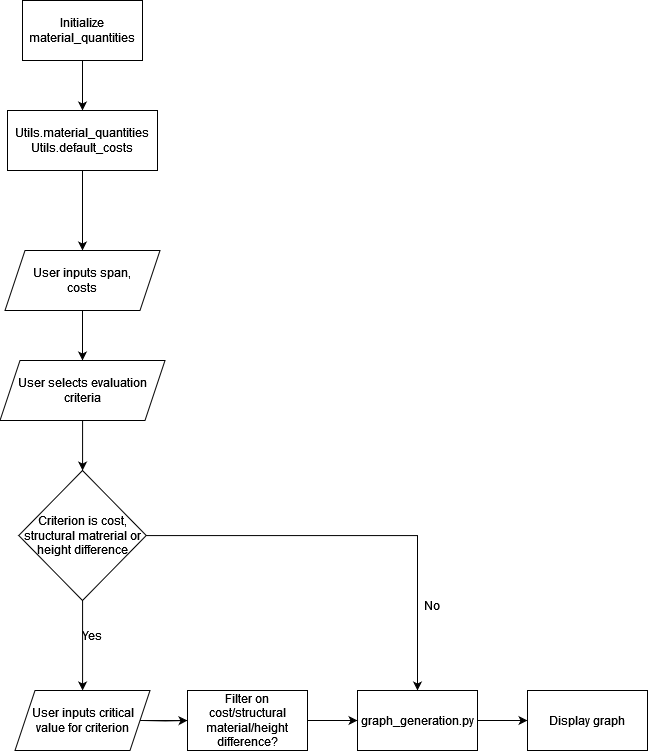 Initialize
material_quantities
Utils.material_quantities
Utils.default_costs
User inputs span,
costs
User selects evaluation
criteria
Criterion is cost,
structural matrerial or
height difference
No
Yes
User inputs critical
value for criterion
Filter on
cost/structural
material/height
difference?
graph_generation.py
Display graph